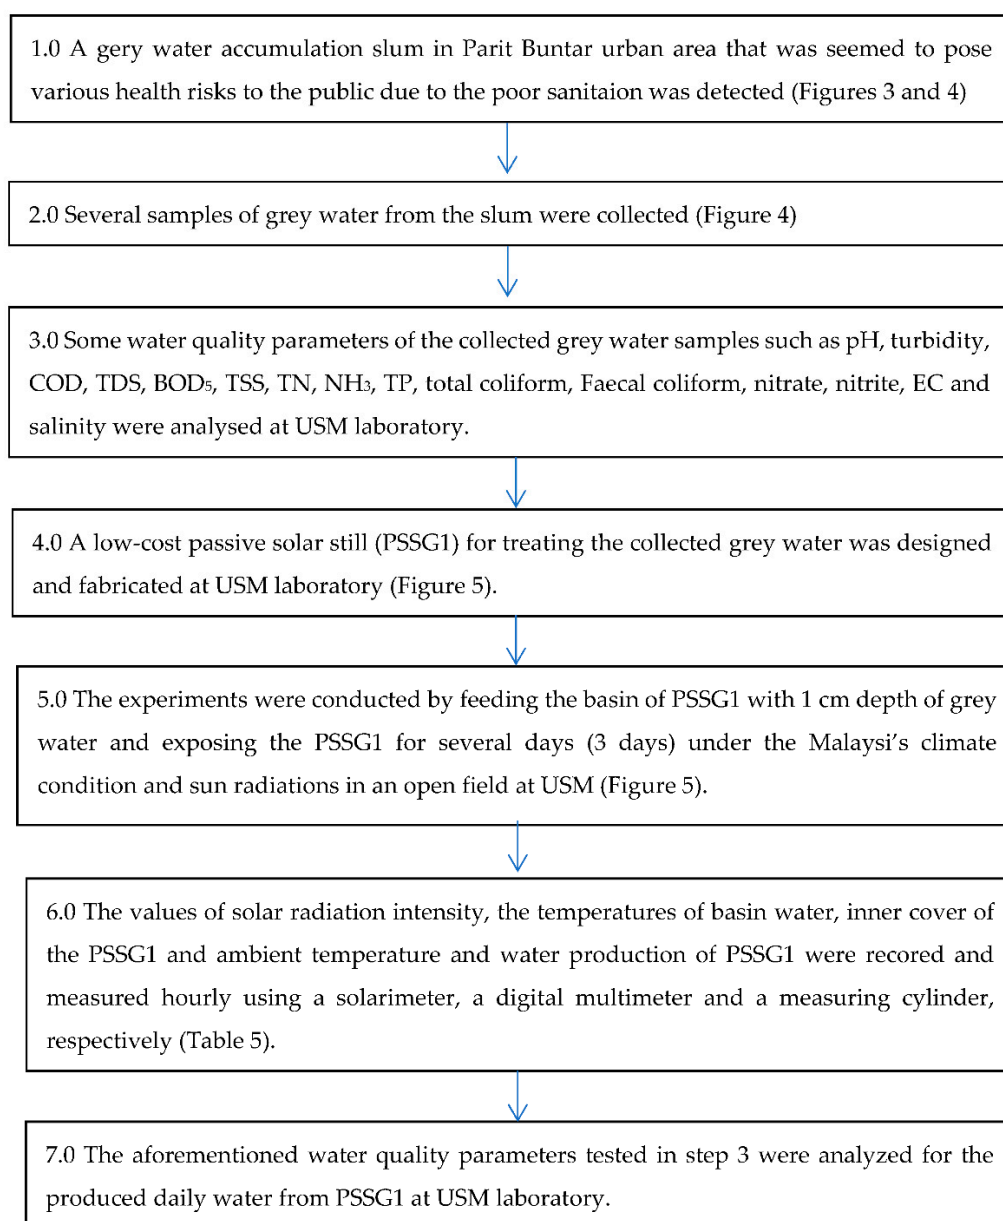 1.0 A gery water accumulation slum in Parit Buntar urban area that was seemed to pose
various health risks to the public due to the poor sanitaion was detected (Figures 3 and 4)
2.0 Several samples of grey water from the slum were collected (Figure 4)
3.0 Some water quality parameters of the collected grey water samples such as pH, turbidity,
COD, TDS, BOD₅, TSS, TN, NH₃, TP, total coliform, Faecal coliform, nitrate, nitrite, EC and
salinity were analysed at USM laboratory.
4.0 A low-cost passive solar still (PSSG1) for treating the collected grey water was designed
and fabricated at USM laboratory (Figure 5).
5.0 The experiments were conducted by feeding the basin of PSSG1 with 1 cm depth of grey
water and exposing the PSSG1 for several days (3 days) under the Malaysi’s climate
condition and sun radiations in an open field at USM (Figure 5).
6.0 The values of solar radiation intensity, the temperatures of basin water, inner cover of
the PSSG1 and ambient temperature and water production of PSSG1 were recored and
measured hourly using a solarimeter, a digital multimeter and a measuring cylinder,
respectively (Table 5).
7.0 The aforementioned water quality parameters tested in step 3 were analyzed for the
produced daily water from PSSG1 at USM laboratory.